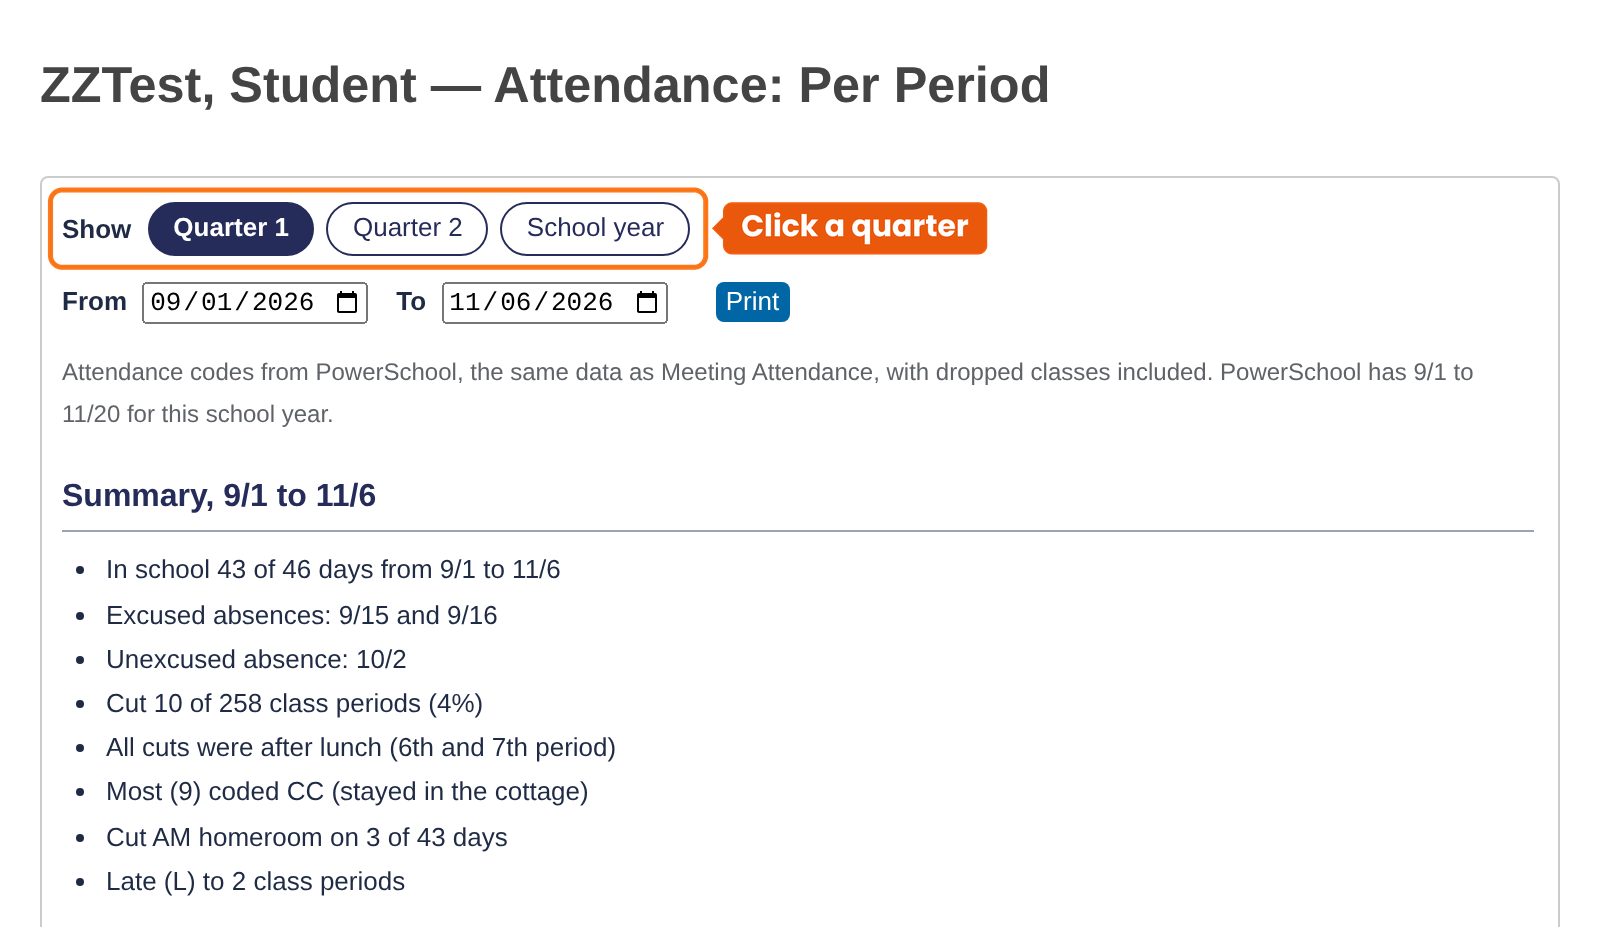 ZZTest, Student — Attendance: Per Period
Show Quarter 1 Quarter 2 School year Click a quarter
From 09/01/2026 To 11/06/2026 Print
Attendance codes from PowerSchool, the same data as Meeting Attendance, with dropped classes included. PowerSchool has 9/1 to
11/20 for this school year.
Summary, 9/1 to 11/6
• In school 43 of 46 days from 9/1 to 11/6
• Excused absences: 9/15 and 9/16
• Unexcused absence: 10/2
• Cut 10 of 258 class periods (4%)
• All cuts were after lunch (6th and 7th period)
• Most (9) coded CC (stayed in the cottage)
• Cut AM homeroom on 3 of 43 days
• Late (L) to 2 class periods